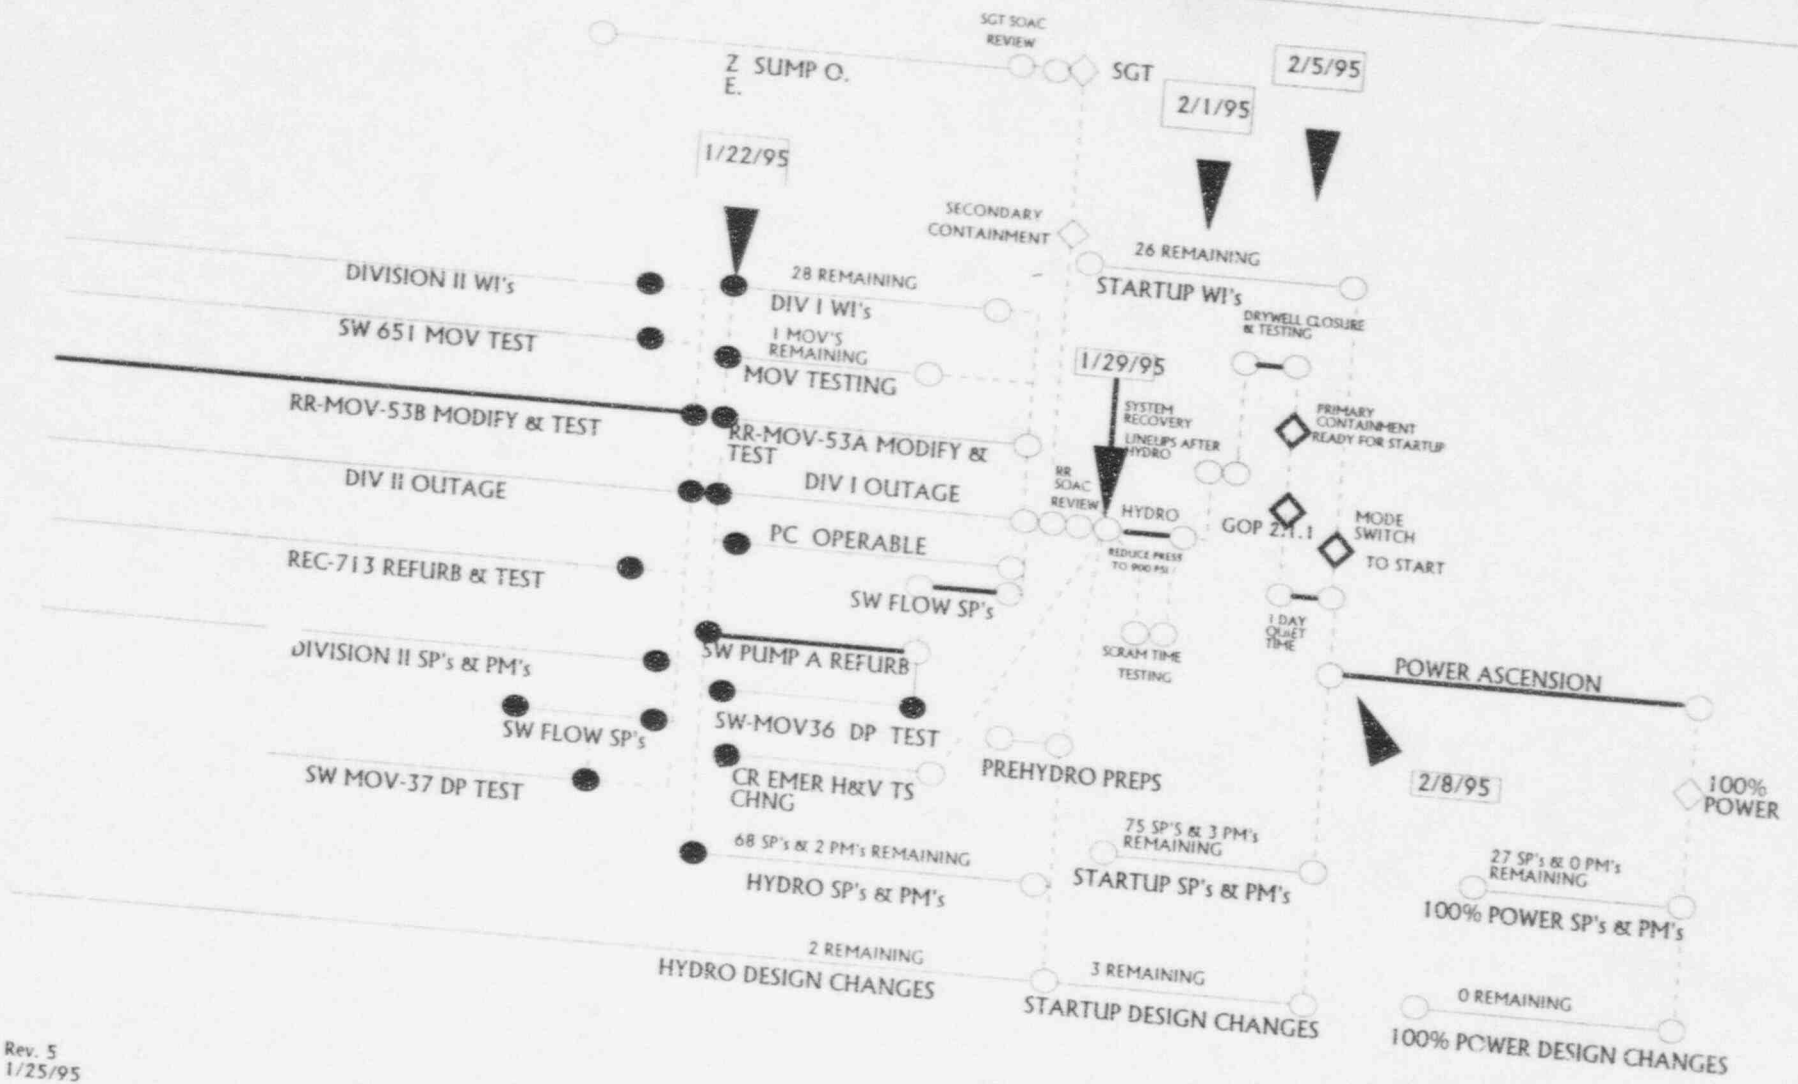 SGT SOAC
REVIEW
Z SUMP O.
E.
SGT
2/5/95
2/1/95
1/22/95
SECONDARY
CONTAINMENT
26 REMAINING
STARTUP WI's
DIVISION II WI's
28 REMAINING
DIV I WI's
DRYWELL CLOSURE
& TESTING
SW 651 MOV TEST
1 MOV'S
REMAINING
MOV TESTING
1/29/95
RR-MOV-53B MODIFY & TEST
RR-MOV-53A MODIFY &
TEST
SYSTEM
RECOVERY
LINEUPS AFTER
HYDRO
PRIMARY
CONTAINMENT
READY FOR STARTUP
DIV II OUTAGE
DIV I OUTAGE
RR
SOAC
REVIEW
HYDRO
REDUCE PRESS
TO 900 PSI
GOP 2.1.1
MODE
SWITCH
TO START
PC OPERABLE
REC-713 REFURB & TEST
SW FLOW SP's
1 DAY
QUIET
TIME
DIVISION II SP's & PM's
SW PUMP A REFURB
SCRAM TIME
TESTING
POWER ASCENSION
SW FLOW SP's
SW-MOV36 DP TEST
SW MOV-37 DP TEST
CR EMER H&V TS
CHNG
PREHYDRO PREPS
2/8/95
100%
POWER
68 SP's & 2 PM's REMAINING
HYDRO SP's & PM's
75 SP'S & 3 PM's
REMAINING
STARTUP SP's & PM's
27 SP's & 0 PM's
REMAINING
100% POWER SP's & PM's
2 REMAINING
HYDRO DESIGN CHANGES
3 REMAINING
STARTUP DESIGN CHANGES
0 REMAINING
100% POWER DESIGN CHANGES
Rev. 5
1/25/95